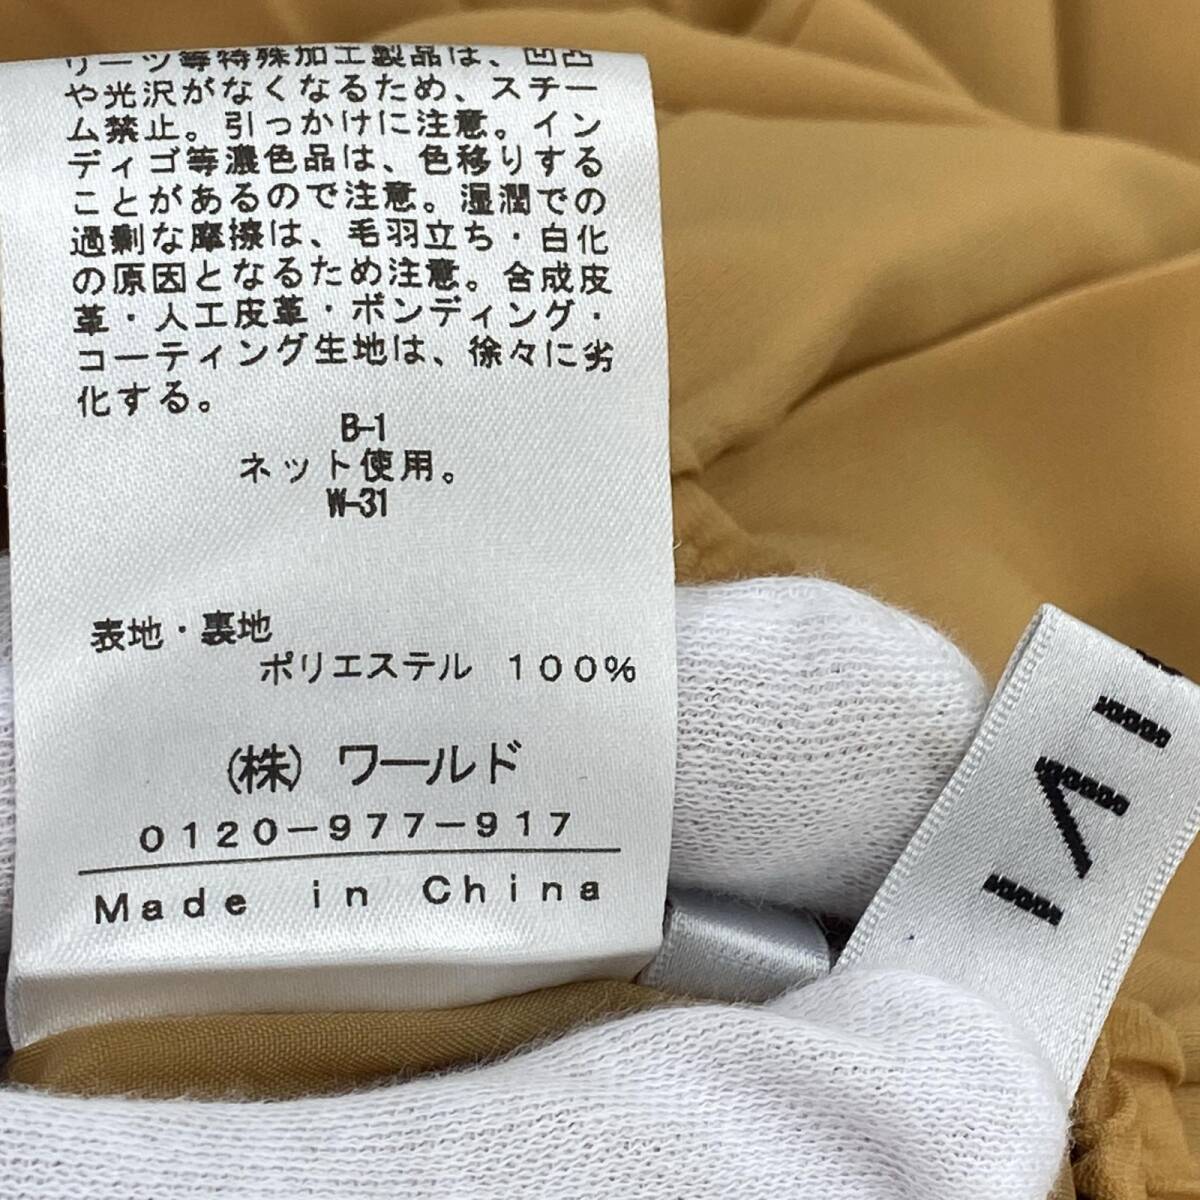 リーツ等特殊加工製品は、凹凸
や光沢がなくなるため、スチー
ム禁止。引っかけに注意。イン
ディゴ等濃色品は、色移りする
ことがあるので注意。湿潤での
過剰な摩擦は、毛羽立ち・白化
の原因となるため注意。合成皮
革・人工皮革・ボンディング・
コーティング生地は、徐々に劣
化する。
B-1
ネット使用。
W-31
表地・裏地
ポリエステル 100%
(株) ワールド
0120-977-917
Made in China